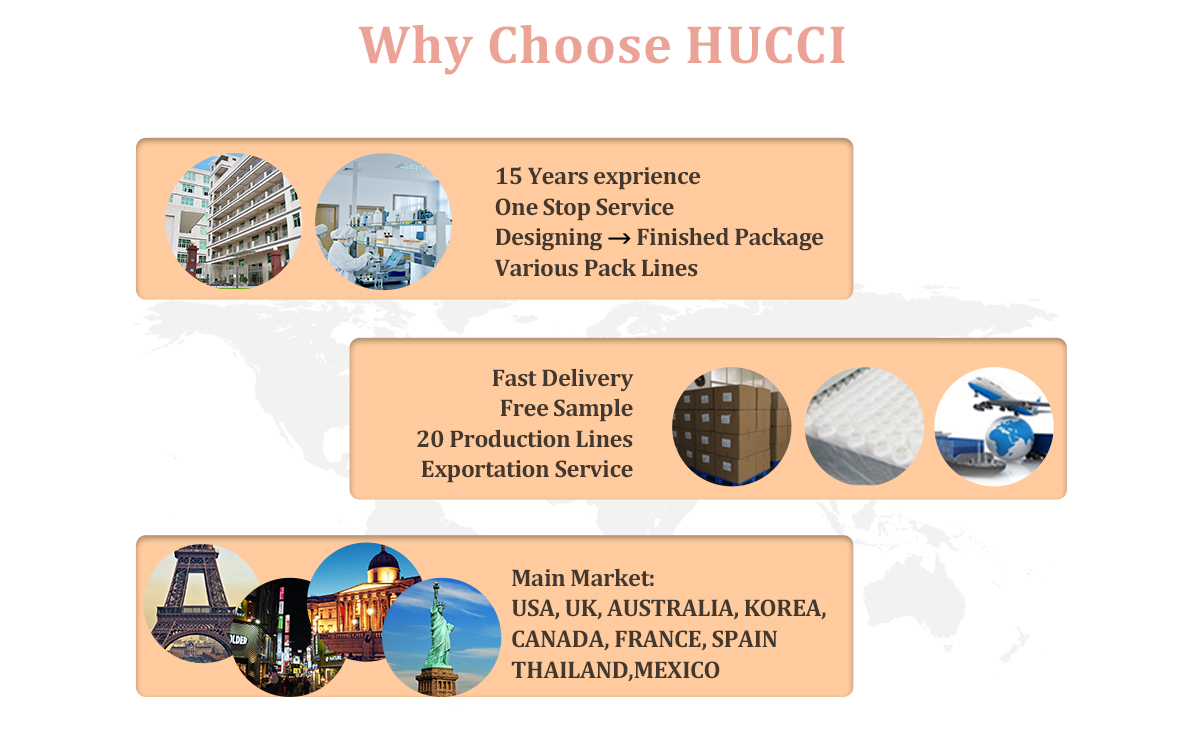 Why Choose HUCCI
15 Years exprience
One Stop Service
Designing → Finished Package
Various Pack Lines
Fast Delivery
Free Sample
20 Production Lines
Exportation Service
Main Market:
USA, UK, AUSTRALIA, KOREA,
CANADA, FRANCE, SPAIN
THAILAND,MEXICO